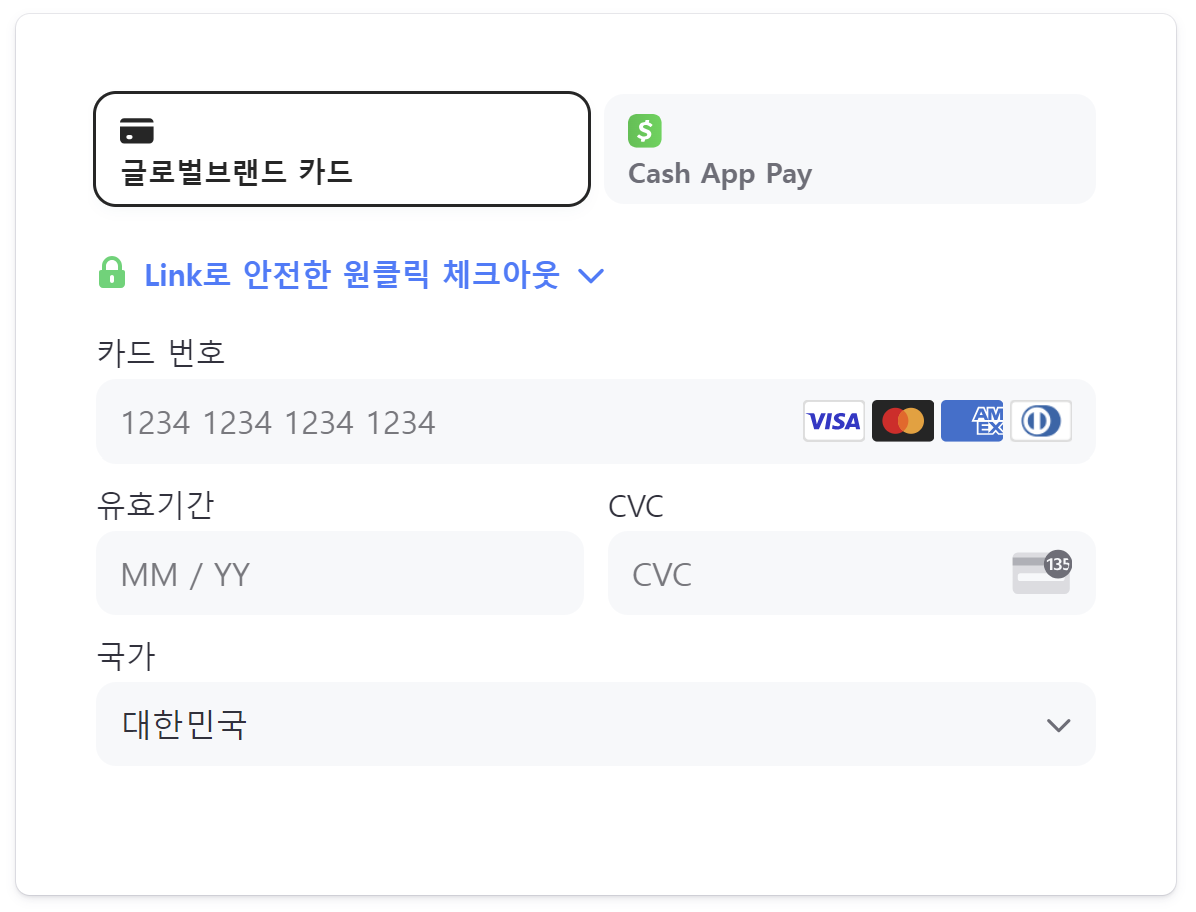 글로벌브랜드 카드
$
Cash App Pay
Link로 안전한 원클릭 체크아웃
카드 번호
1234 1234 1234 1234
VISA
AM
EX
유효기간
CVC
MM / YY
CVC
135
국가
대한민국